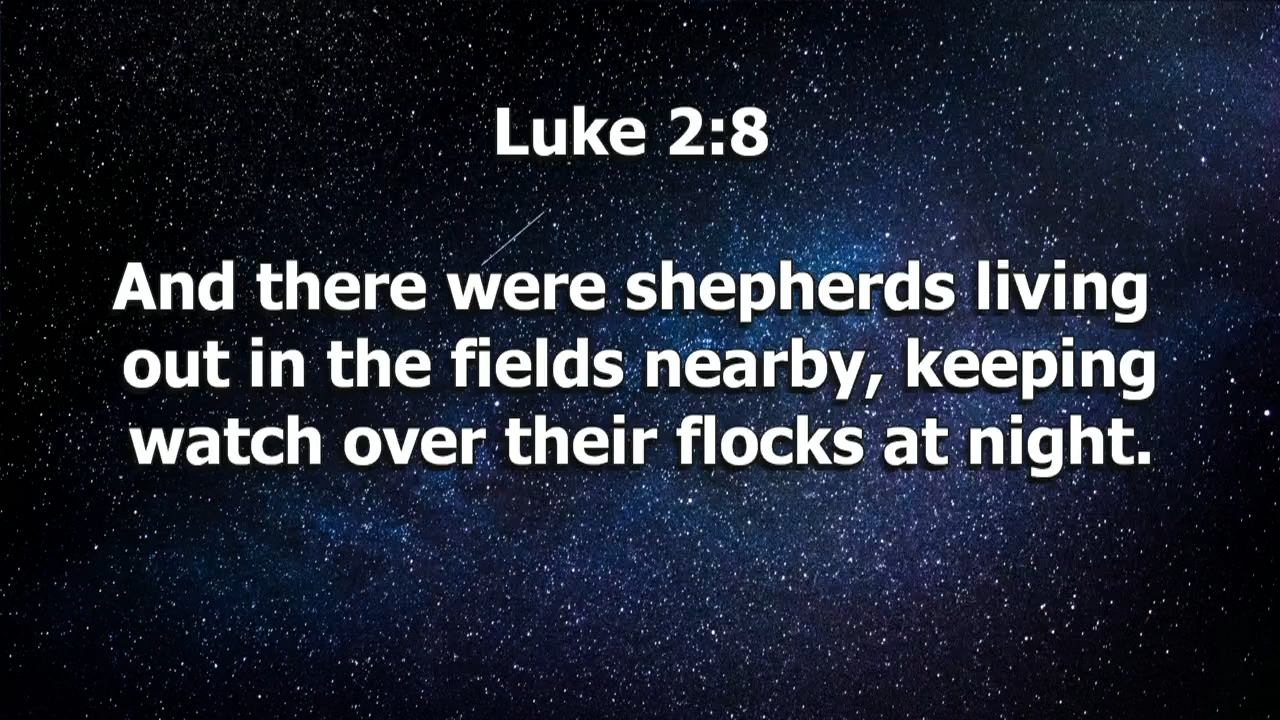 Luke 2:8
And there were shepherds living
out in the fields nearby, keeping
watch over their flocks at night.